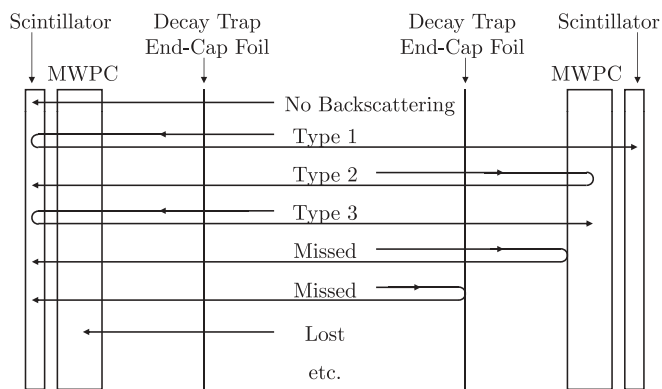 Scintillator
Decay Trap
End-Cap Foil
Decay Trap
End-Cap Foil
Scintillator
MWPC
MWPC
No Backscattering
Type 1
Type 2
Type 3
Missed
Missed
Lost
etc.